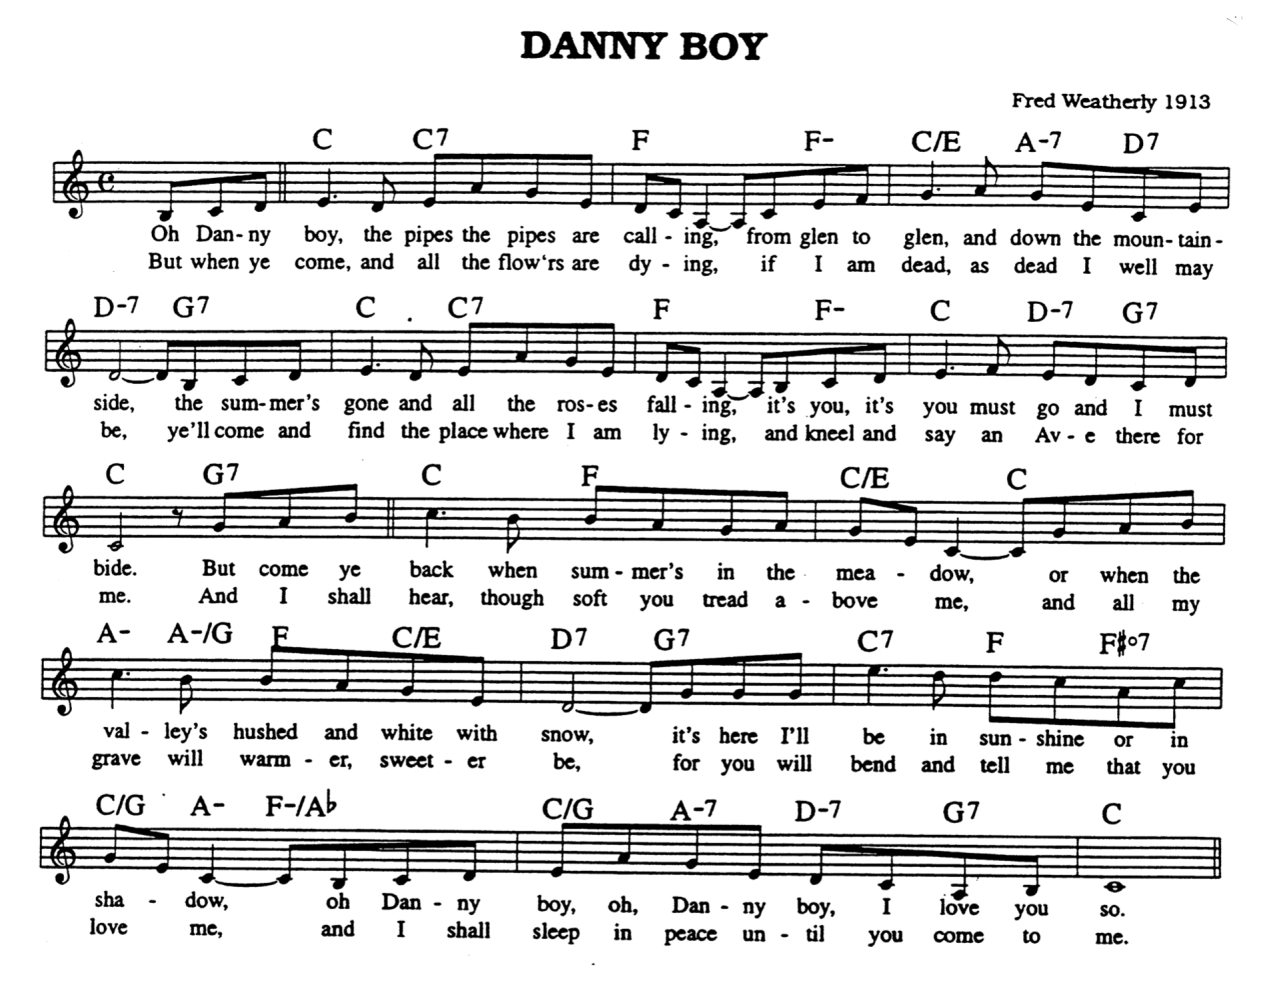 DANNY BOY
Fred Weatherly 1913
C C7 F F- C/E A-7 D7
Oh Dan-ny boy, the pipes the pipes are call - ing, from glen to glen, and down the moun-tain-
But when ye come, and all the flow'rs are dy - ing, if I am dead, as dead I well may
D-7 G7 C C7 F F- C D-7 G7
side, the sum-mer's gone and all the ros-es fall - ing, it's you, it's you must go and I must
be, ye'll come and find the place where I am ly - ing, and kneel and say an Av - e there for
C G7 C F C/E C
bide. But come ye back when sum - mer's in the mea - dow, or when the
me. And I shall hear, though soft you tread a - bove me, and all my
A- A-/G F C/E D7 G7 C7 F F#°7
val - ley's hushed and white with snow, it's here I'll be in sun - shine or in
grave will warm - er, sweet - er be, for you will bend and tell me that you
C/G A- F-/A♭ C/G A-7 D-7 G7 C
sha - dow, oh Dan - ny boy, oh, Dan - ny boy, I love you so.
love me, and I shall sleep in peace un - til you come to me.